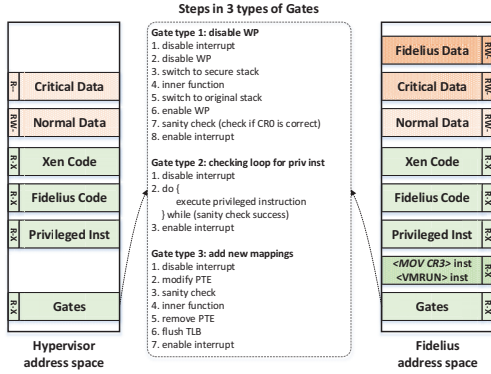 Steps in 3 types of Gates
R--
Critical Data
RW-
Normal Data
R-X
Xen Code
R-X
Fidelius Code
R-X
Privileged Inst
R-X
Gates
Hypervisor
address space
Gate type 1: disable WP
1. disable interrupt
2. disable WP
3. switch to secure stack
4. inner function
5. switch to original stack
6. enable WP
7. sanity check (check if CR0 is correct)
8. enable interrupt
Gate type 2: checking loop for priv inst
1. disable interrupt
2. do {
execute privileged instruction
} while (sanity check success)
3. enable interrupt
Gate type 3: add new mappings
1. disable interrupt
2. modify PTE
3. sanity check
4. inner function
5. remove PTE
6. flush TLB
7. enable interrupt
Fidelius Data
RW-
Critical Data
RW-
Normal Data
RW-
Xen Code
R-X
Fidelius Code
R-X
Privileged Inst
R-X
<MOV CR3> inst
<VMRUN> inst
R-X
Gates
R-X
Fidelius
address space